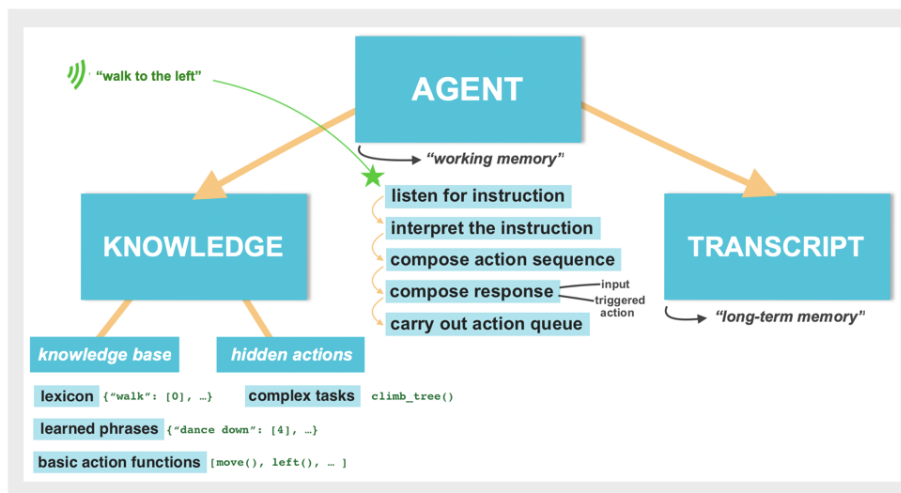 “walk to the left”
AGENT
“working memory”
listen for instruction
interpret the instruction
compose action sequence
compose response
input
triggered
action
carry out action queue
KNOWLEDGE
TRANSCRIPT
“long-term memory”
knowledge base
hidden actions
lexicon {“walk”: [0], …}
complex tasks climb_tree()
learned phrases {“dance down”: [4], …}
basic action functions [move(), left(), … ]